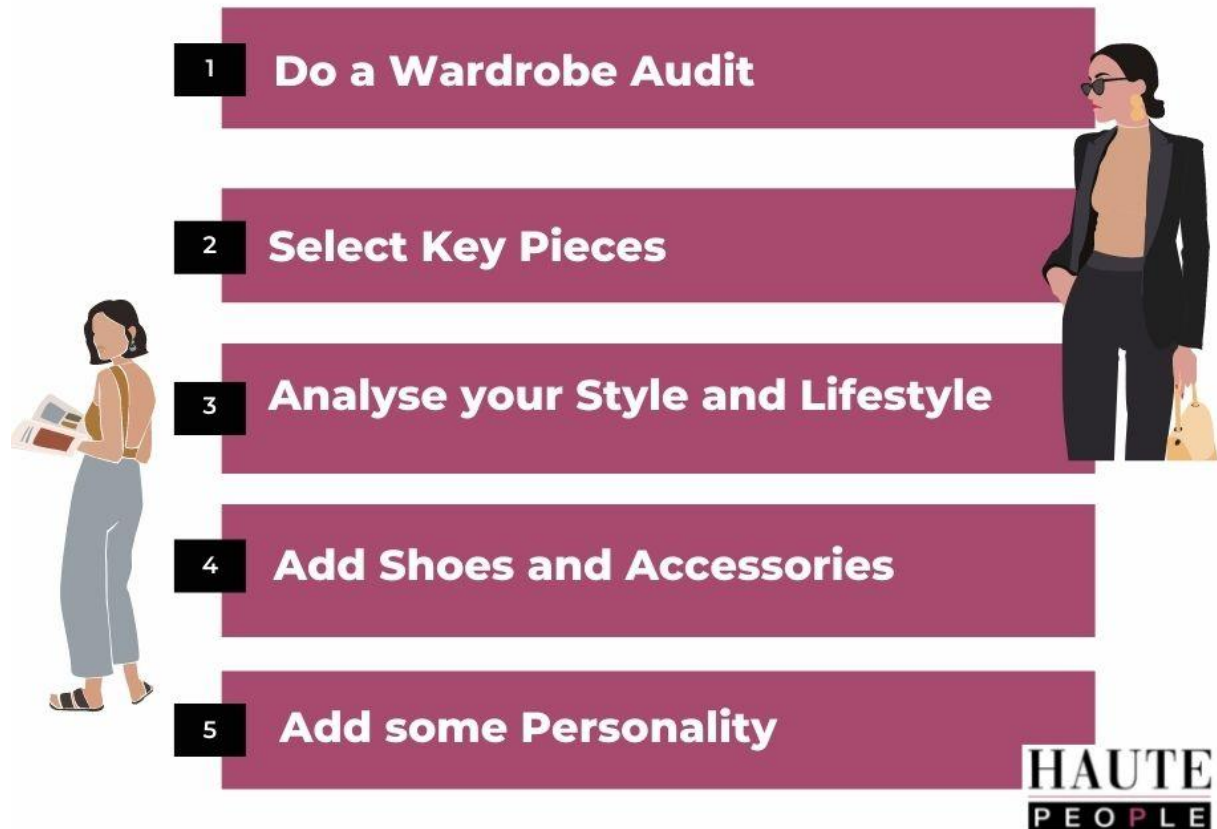 1 Do a Wardrobe Audit
2 Select Key Pieces
3 Analyse your Style and Lifestyle
4 Add Shoes and Accessories
5 Add some Personality
HAUTE
PEOPLE